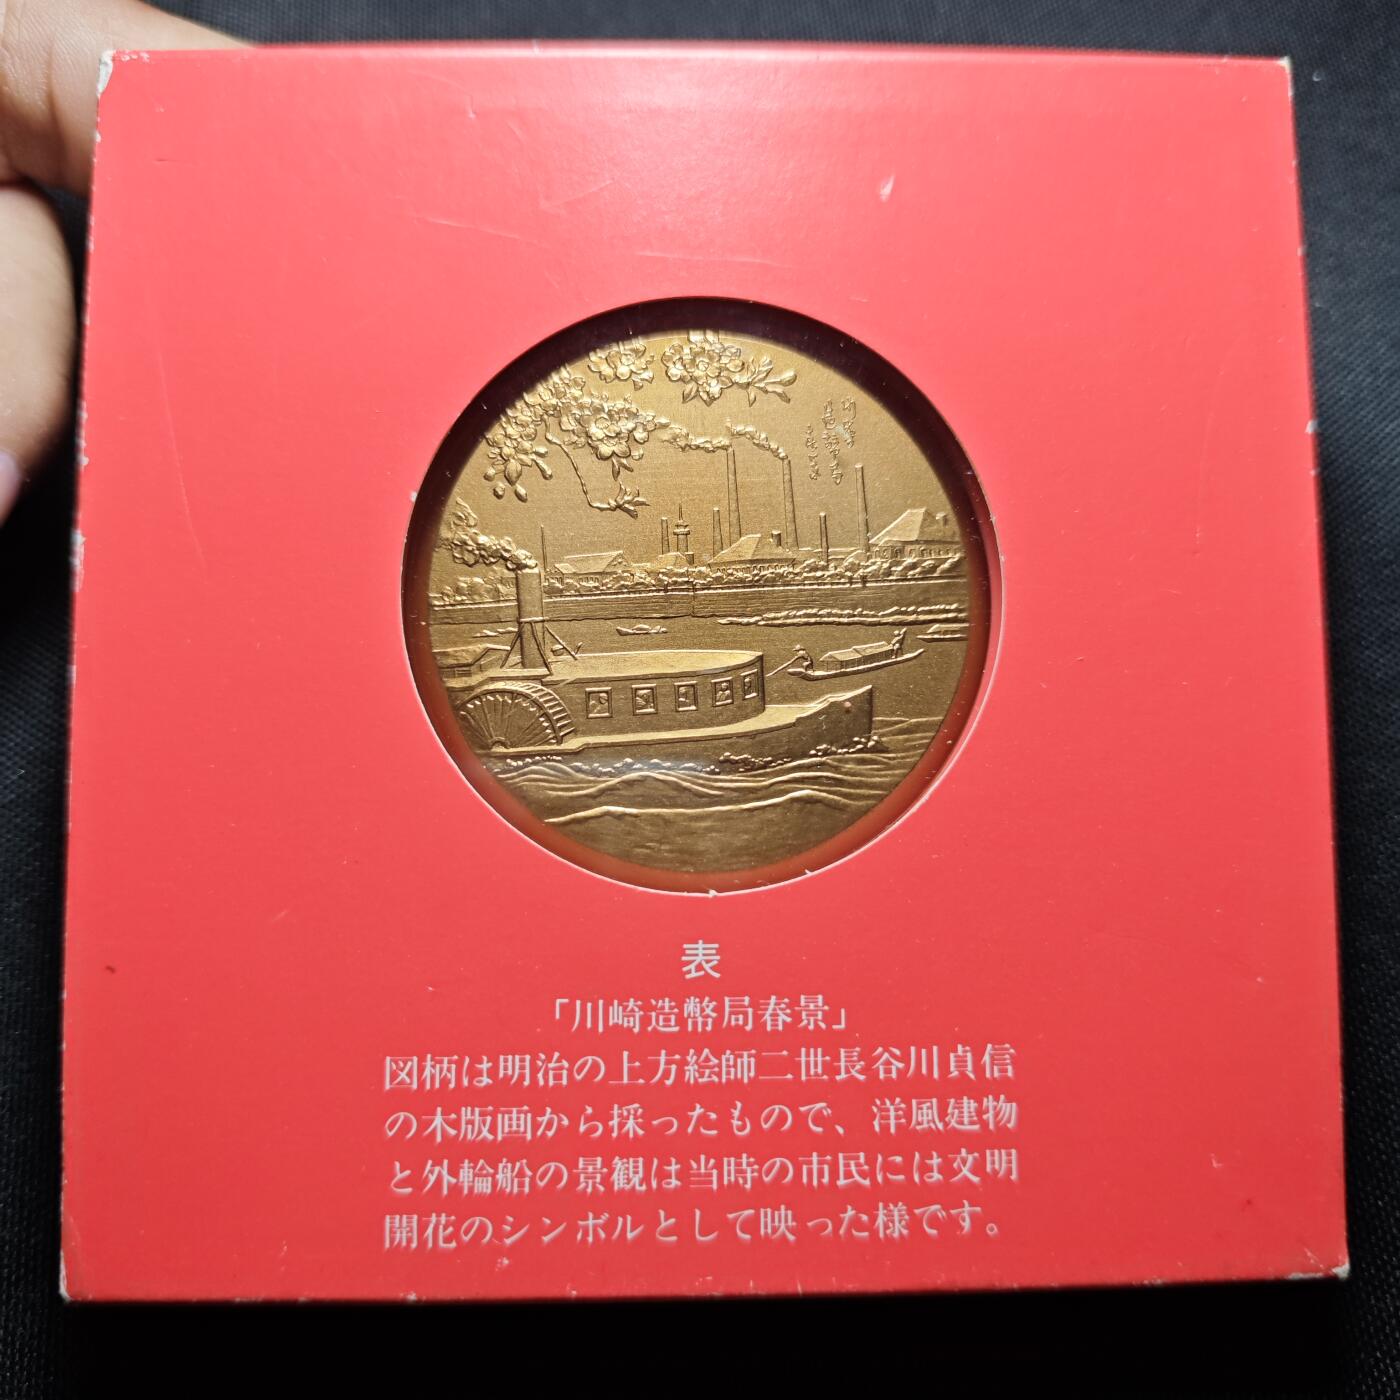 表
「川崎造幣局春景」
図柄は明治の上方絵師二世長谷川貞信
の木版画から採ったもので、洋風建物
と外輪船の景観は当時の市民には文明
開花のシンボルとして映った様です。